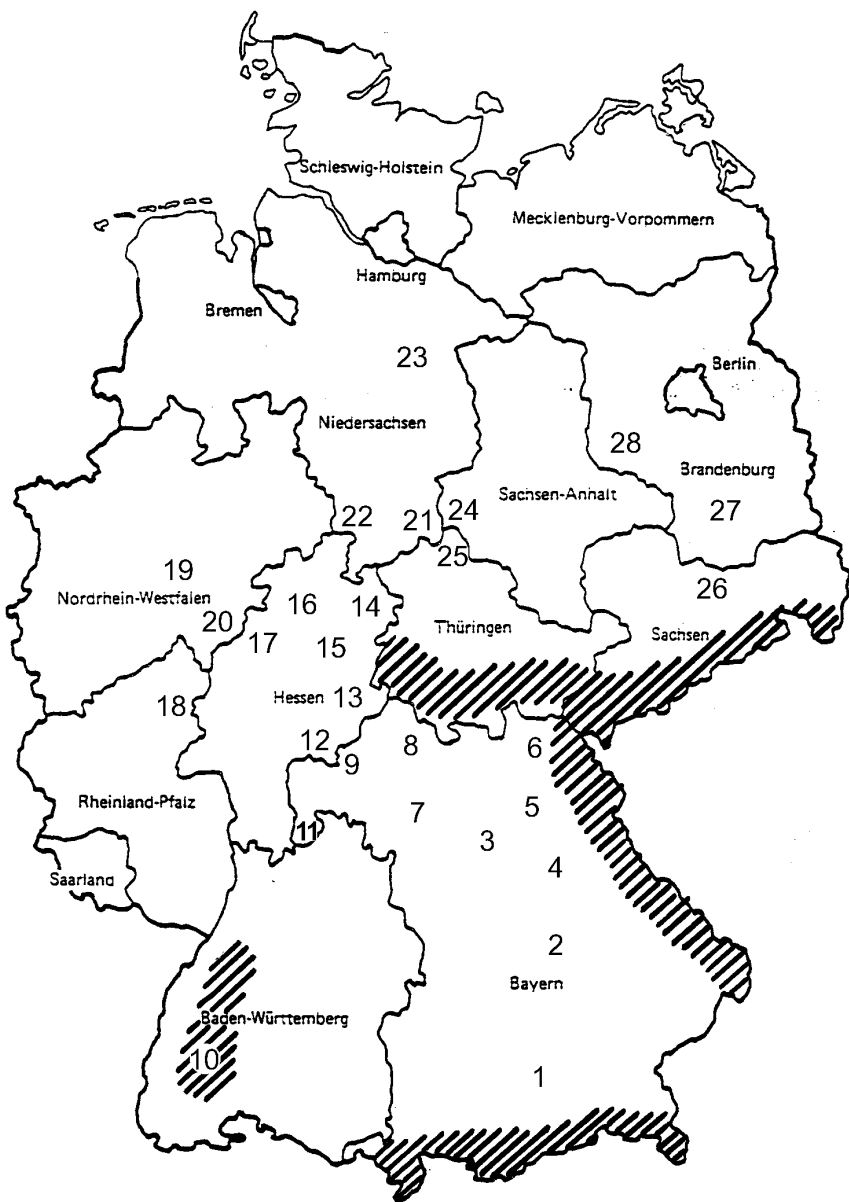 Schleswig-Holstein
Mecklenburg-Vorpommern
Hamburg
Bremen
23
Berlin
Niedersachsen
28
Brandenburg
Sachsen-Anhalt
24
27
22
21
25
19
26
Nordrhein-Westfalen
16
14
20
17
15
Thüringen
Sachsen
18
Hessen
13
12
8
6
9
Rheinland-Pfalz
7
5
11
3
4
Saarland
2
Bayern
Baden-Württemberg
10
1